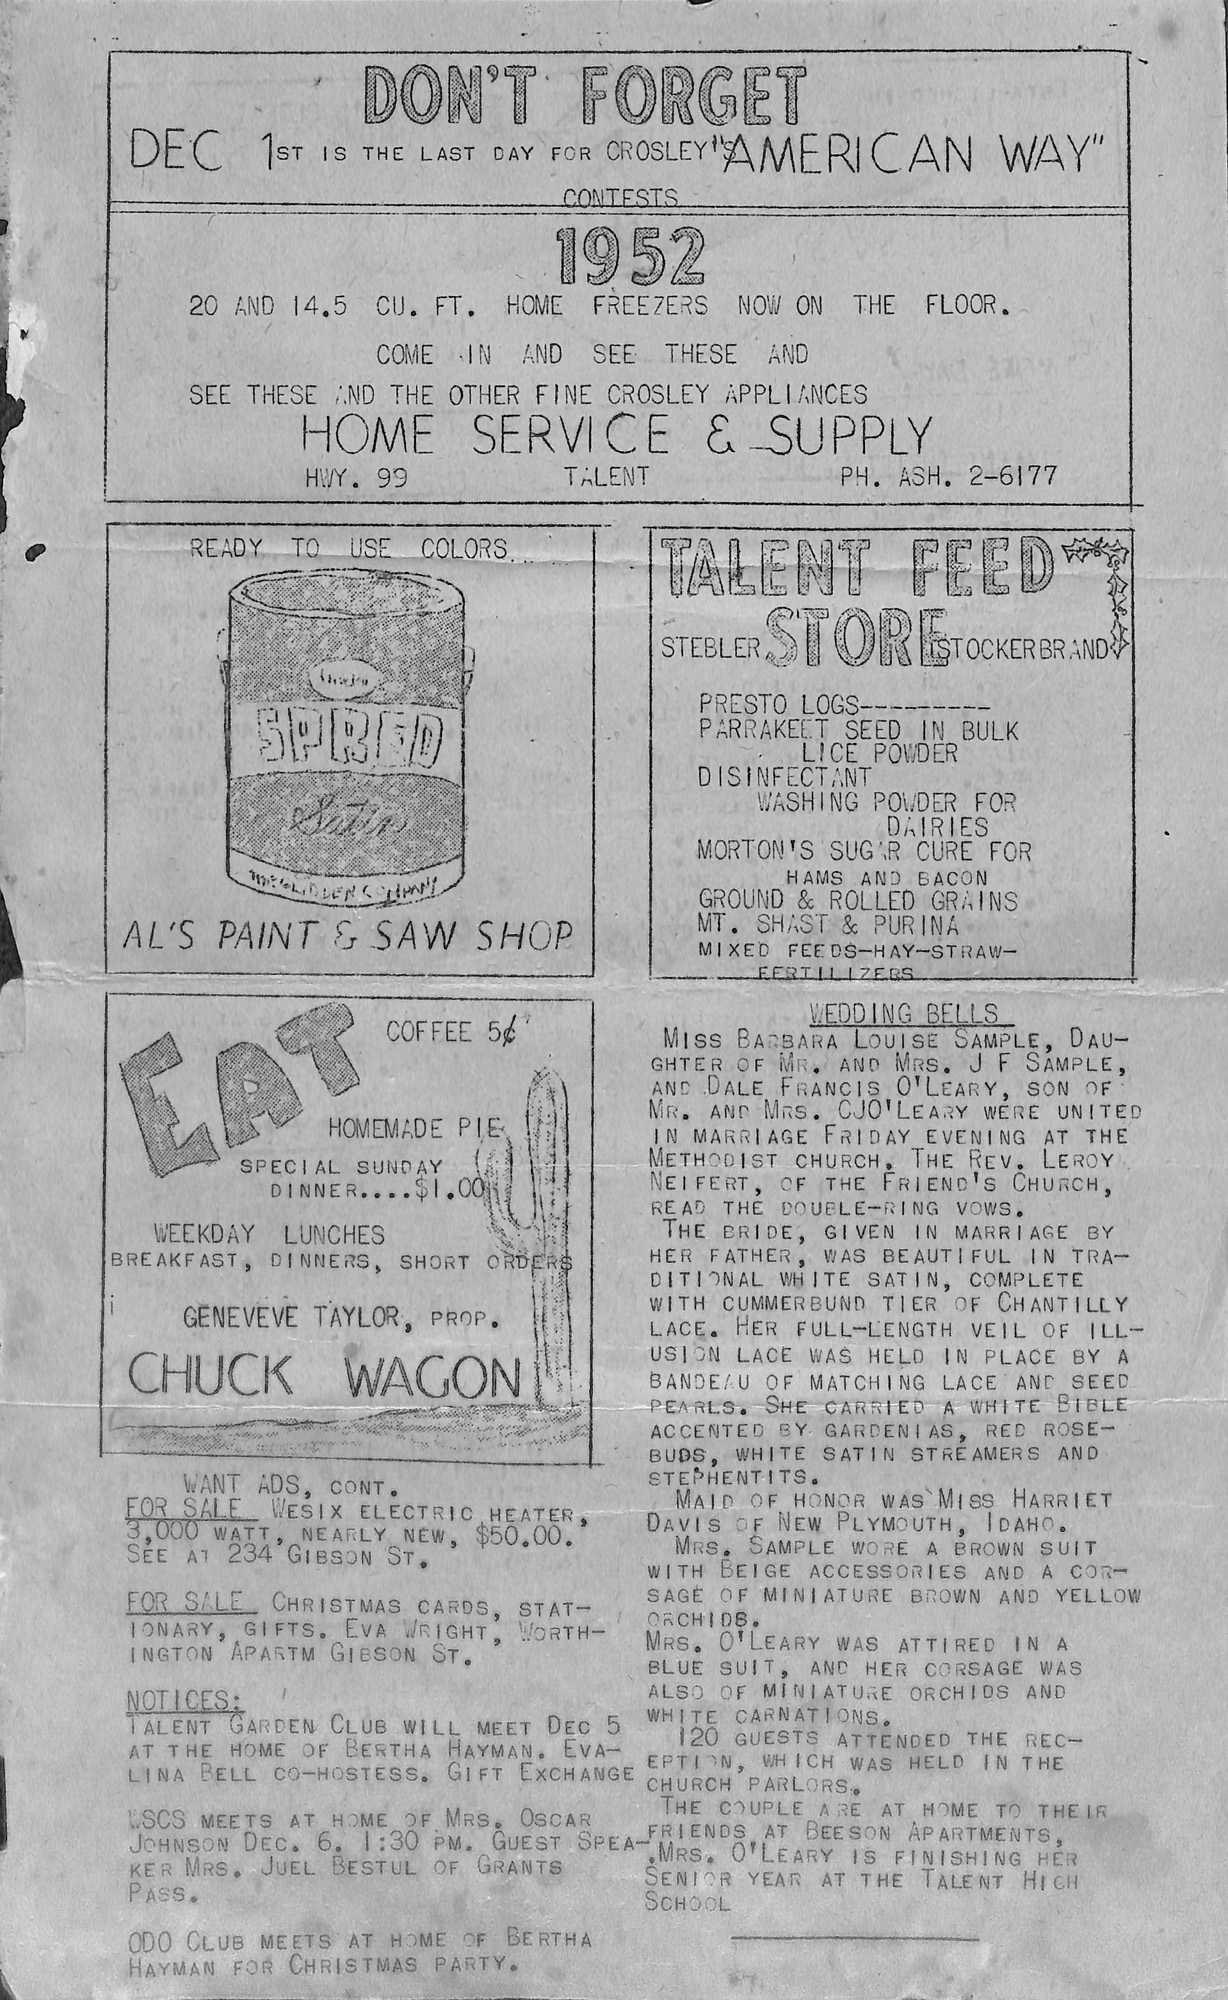 DON'T FORGET
DEC 1ST IS THE LAST DAY FOR CROSLEY'S "AMERICAN WAY"
CONTESTS
1952
20 AND 14.5 CU. FT. HOME FREEZERS NOW ON THE FLOOR.
COME IN AND SEE THESE AND
SEE THESE AND THE OTHER FINE CROSLEY APPLIANCES
HOME SERVICE & SUPPLY
HWY. 99 TALENT PH. ASH. 2-6177
READY TO USE COLORS...
SPRED
Satin
THE GLIDDEN COMPANY
AL'S PAINT & SAW SHOP
TALENT FEED
STEBLER STORE STOCKER BRAND
PRESTO LOGS---------
PARRAKEET SEED IN BULK
LICE POWDER
DISINFECTANT
WASHING POWDER FOR
DAIRIES
MORTON'S SUGAR CURE FOR
HAMS AND BACON
GROUND & ROLLED GRAINS
MT. SHAST & PURINA
MIXED FEEDS-HAY-STRAW-
FERTILIZERS
EAT COFFEE 5¢
HOMEMADE PIE
SPECIAL SUNDAY
DINNER....$1.00
WEEKDAY LUNCHES
BREAKFAST, DINNERS, SHORT ORDERS
GENEVEVE TAYLOR, PROP.
CHUCK WAGON
WANT ADS, CONT.
FOR SALE WESIX ELECTRIC HEATER,
3,000 WATT, NEARLY NEW, $50.00.
SEE AT 234 GIBSON ST.
FOR SALE CHRISTMAS CARDS, STAT-
IONARY, GIFTS. EVA WRIGHT, WORTH-
INGTON APARTM GIBSON ST.
NOTICES:
TALENT GARDEN CLUB WILL MEET DEC 5
AT THE HOME OF BERTHA HAYMAN. EVA-
LINA BELL CO-HOSTESS. GIFT EXCHANGE
WSCS MEETS AT HOME OF MRS. OSCAR
JOHNSON DEC. 6. 1:30 PM. GUEST SPEA-
KER MRS. JUEL BESTUL OF GRANTS
PASS.
ODO CLUB MEETS AT HOME OF BERTHA
HAYMAN FOR CHRISTMAS PARTY.
WEDDING BELLS
MISS BARBARA LOUISE SAMPLE, DAU-
GHTER OF MR. AND MRS. J F SAMPLE,
AND DALE FRANCIS O'LEARY, SON OF
MR. AND MRS. CJO'LEARY WERE UNITED
IN MARRIAGE FRIDAY EVENING AT THE
METHODIST CHURCH. THE REV. LEROY
NEIFERT, OF THE FRIEND'S CHURCH,
READ THE DOUBLE-RING VOWS.
THE BRIDE, GIVEN IN MARRIAGE BY
HER FATHER, WAS BEAUTIFUL IN TRA-
DITIONAL WHITE SATIN, COMPLETE
WITH CUMMERBUND TIER OF CHANTILLY
LACE. HER FULL-LENGTH VEIL OF ILL-
USION LACE WAS HELD IN PLACE BY A
BANDEAU OF MATCHING LACE AND SEED
PEARLS. SHE CARRIED A WHITE BIBLE
ACCENTED BY GARDENIAS, RED ROSE-
BUDS, WHITE SATIN STREAMERS AND
STEPHENTITS.
MAID OF HONOR WAS MISS HARRIET
DAVIS OF NEW PLYMOUTH, IDAHO.
MRS. SAMPLE WORE A BROWN SUIT
WITH BEIGE ACCESSORIES AND A COR-
SAGE OF MINIATURE BROWN AND YELLOW
ORCHIDS.
MRS. O'LEARY WAS ATTIRED IN A
BLUE SUIT, AND HER CORSAGE WAS
ALSO OF MINIATURE ORCHIDS AND
WHITE CARNATIONS.
120 GUESTS ATTENDED THE REC-
EPTION, WHICH WAS HELD IN THE
CHURCH PARLORS.
THE COUPLE ARE AT HOME TO THEIR
FRIENDS AT BEESON APARTMENTS,
.MRS. O'LEARY IS FINISHING HER
SENIOR YEAR AT THE TALENT HIGH
SCHOOL